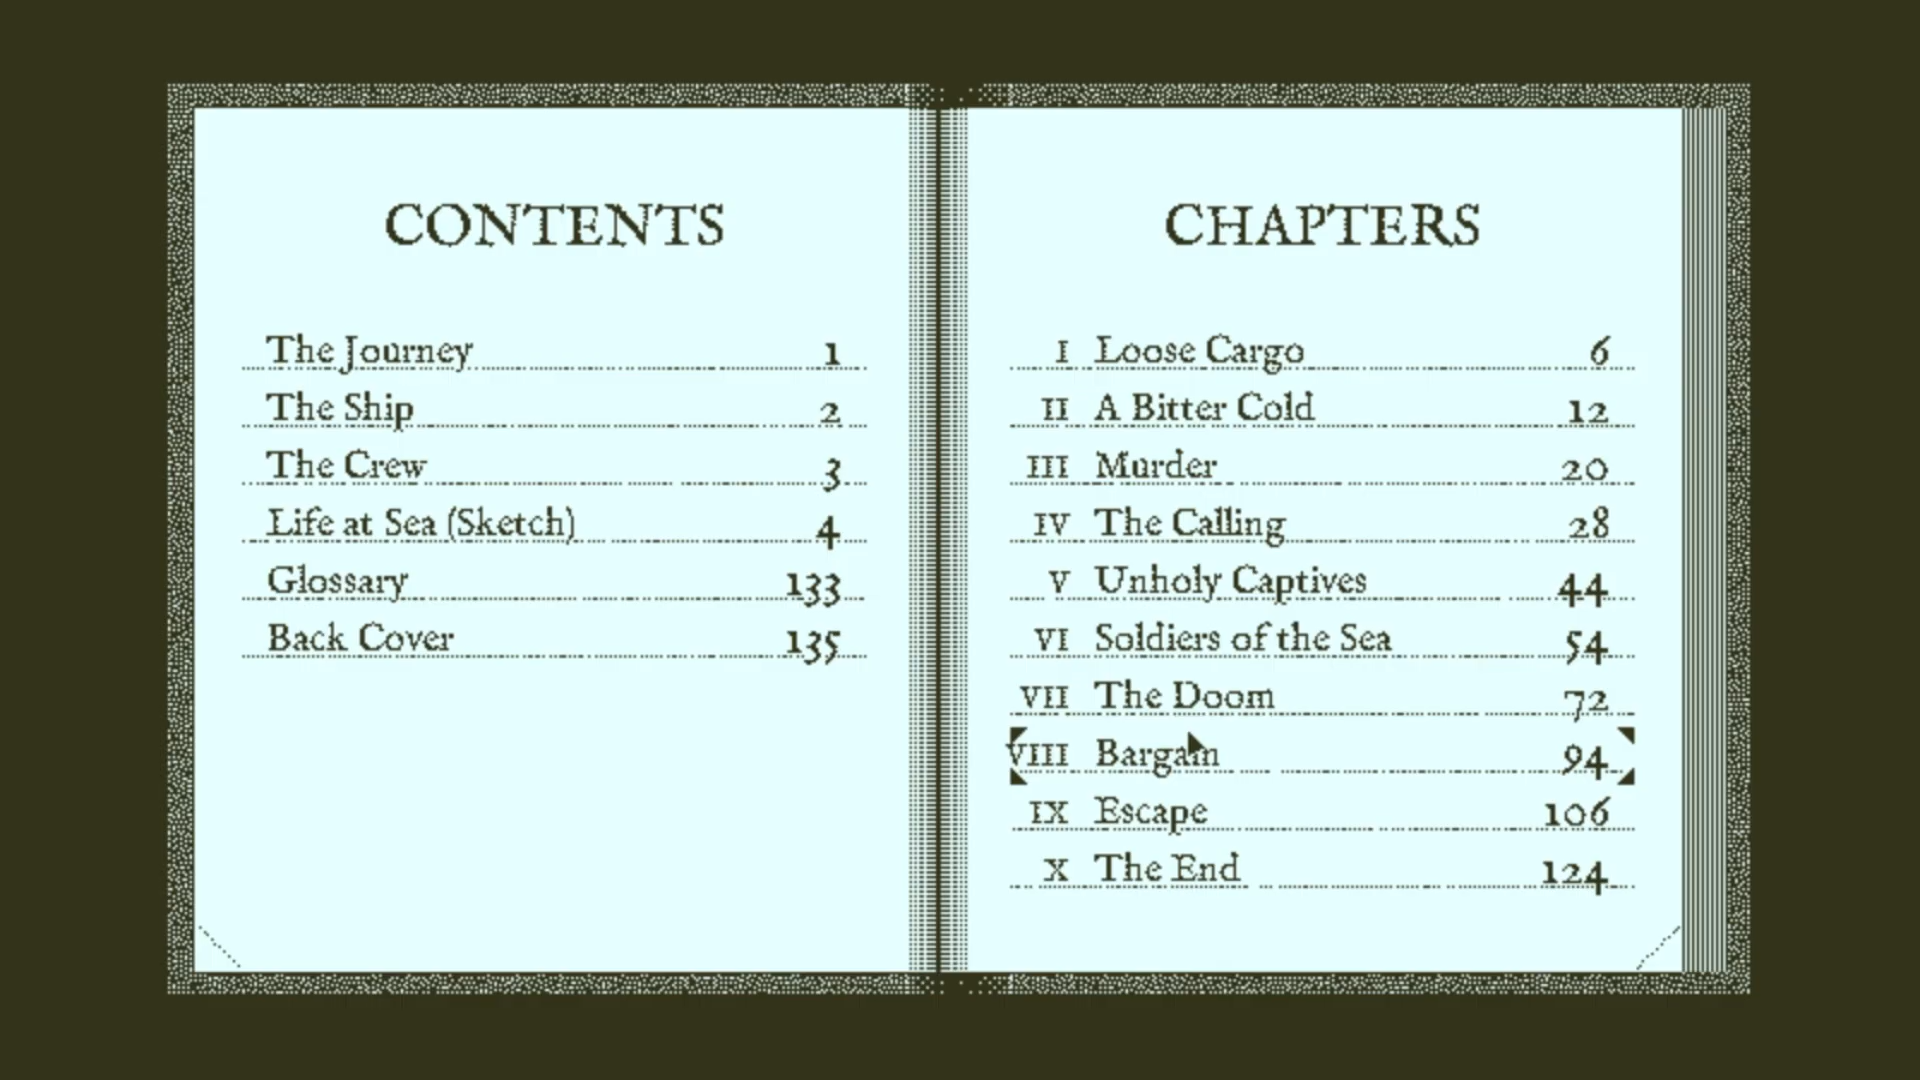 CONTENTS
The Journey 1
The Ship 2
The Crew 3
Life at Sea (Sketch) 4
Glossary 133
Back Cover 135
CHAPTERS
I Loose Cargo 6
II A Bitter Cold 12
III Murder 20
IV The Calling 28
V Unholy Captives 44
VI Soldiers of the Sea 54
VII The Doom 72
VIII Bargain 94
IX Escape 106
X The End 124